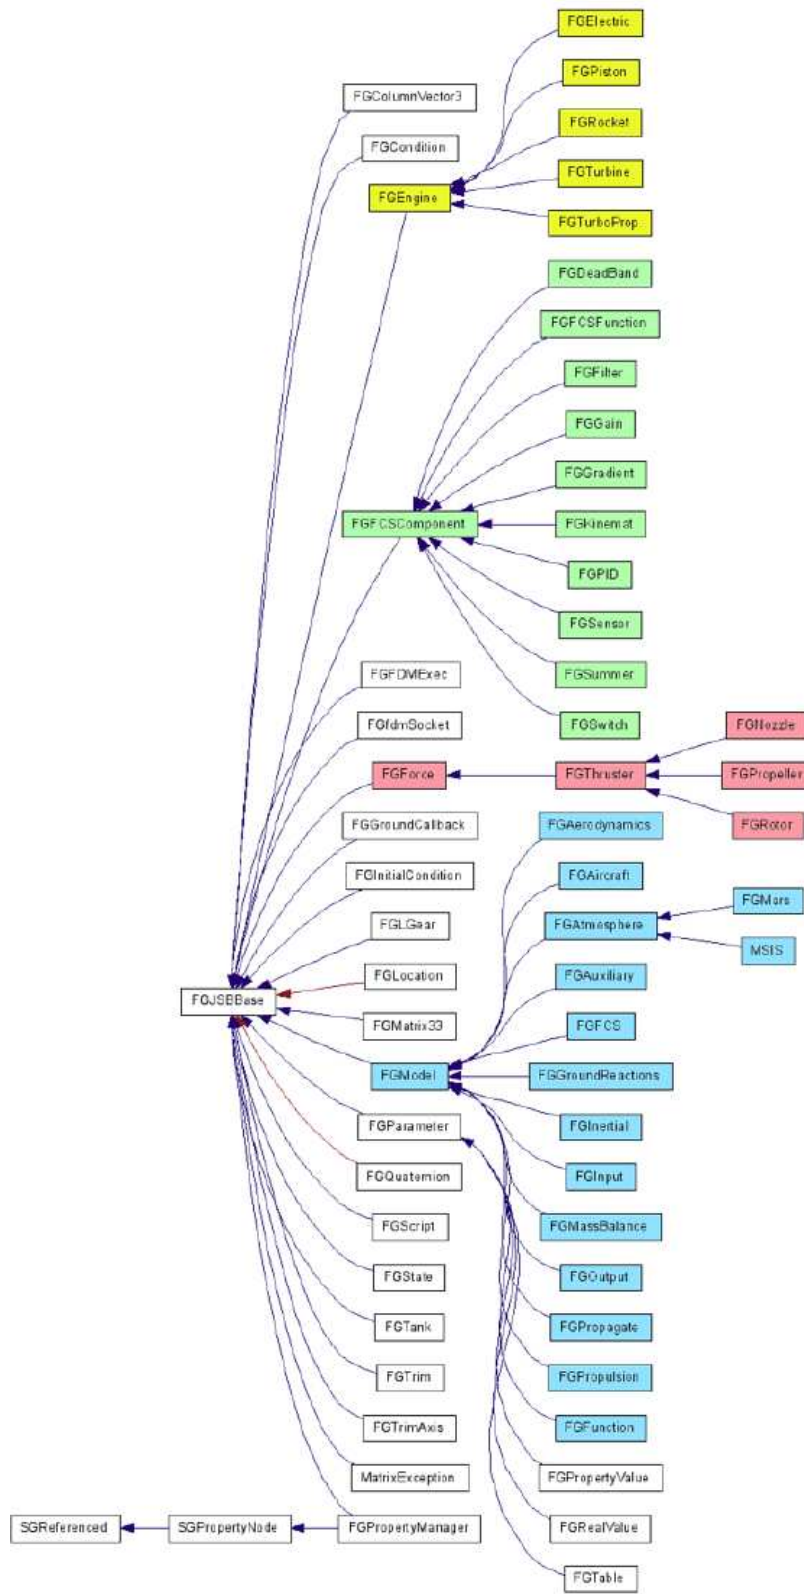 FGElectric
FGPiston
FGColumnVector3
FGRocket
FGCondition
FGTurbine
FGEngine
FGTurboProp
FGDeadBand
FGFCSFunction
FGFilter
FGGain
FGGradient
FGFCSComponent
FGKinemat
FGPID
FGSensor
FGFDMExec
FGSummer
FGfdmSocket
FGSwitch
FGNozzle
FGForce
FGThruster
FGPropeller
FGGroundCallback
FGAerodynamics
FGRotor
FGInitialCondition
FGAircraft
FGMars
FGLGear
FGAtmosphere
MSIS
FGLocation
FGAuxiliary
FGJSBBase
FGMatrix33
FGFCS
FGModel
FGGroundReactions
FGParameter
FGInertial
FGQuaternion
FGInput
FGScript
FGMassBalance
FGState
FGOutput
FGTank
FGPropagate
FGTrim
FGPropulsion
FGTrimAxis
FGFunction
MatrixException
FGPropertyValue
SGReferenced
SGPropertyNode
FGPropertyManager
FGRealValue
FGTable